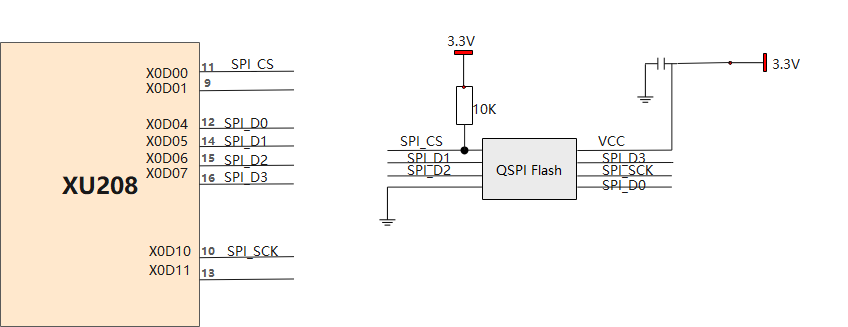 XU208
X0D00
11
SPI_CS
X0D01
9
X0D04
12
SPI_D0
X0D05
14
SPI_D1
X0D06
15
SPI_D2
X0D07
16
SPI_D3
X0D10
10
SPI_SCK
X0D11
13
3.3V
10K
3.3V
SPI_CS
SPI_D1
SPI_D2
QSPI Flash
VCC
SPI_D3
SPI_SCK
SPI_D0